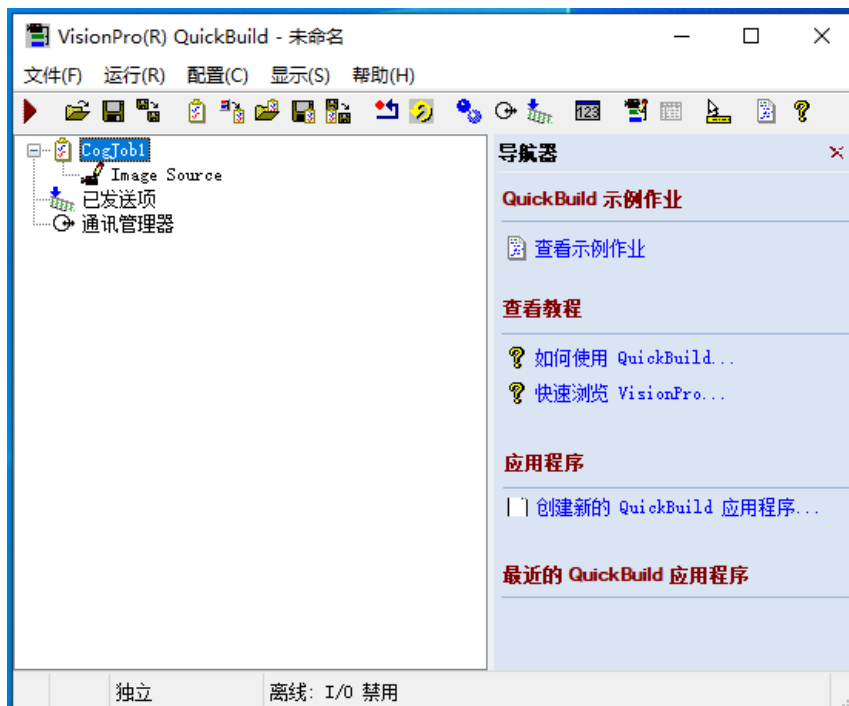 VisionPro(R) QuickBuild - 未命名
文件(F) 运行(R) 配置(C) 显示(S) 帮助(H)
123
CogJob1
Image Source
已发送项
通讯管理器
导航器
QuickBuild 示例作业
查看示例作业
查看教程
如何使用 QuickBuild...
快速浏览 VisionPro...
应用程序
创建新的 QuickBuild 应用程序...
最近的 QuickBuild 应用程序
独立 离线: I/O 禁用